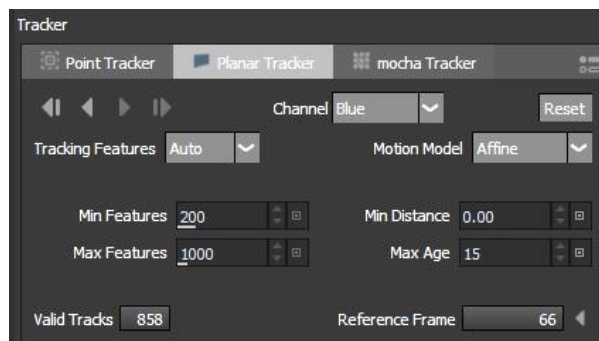 Tracker
Point Tracker Planar Tracker mocha Tracker
Channel Blue Reset
Tracking Features Auto Motion Model Affine
Min Features 200 Min Distance 0.00
Max Features 1000 Max Age 15
Valid Tracks 858 Reference Frame 66